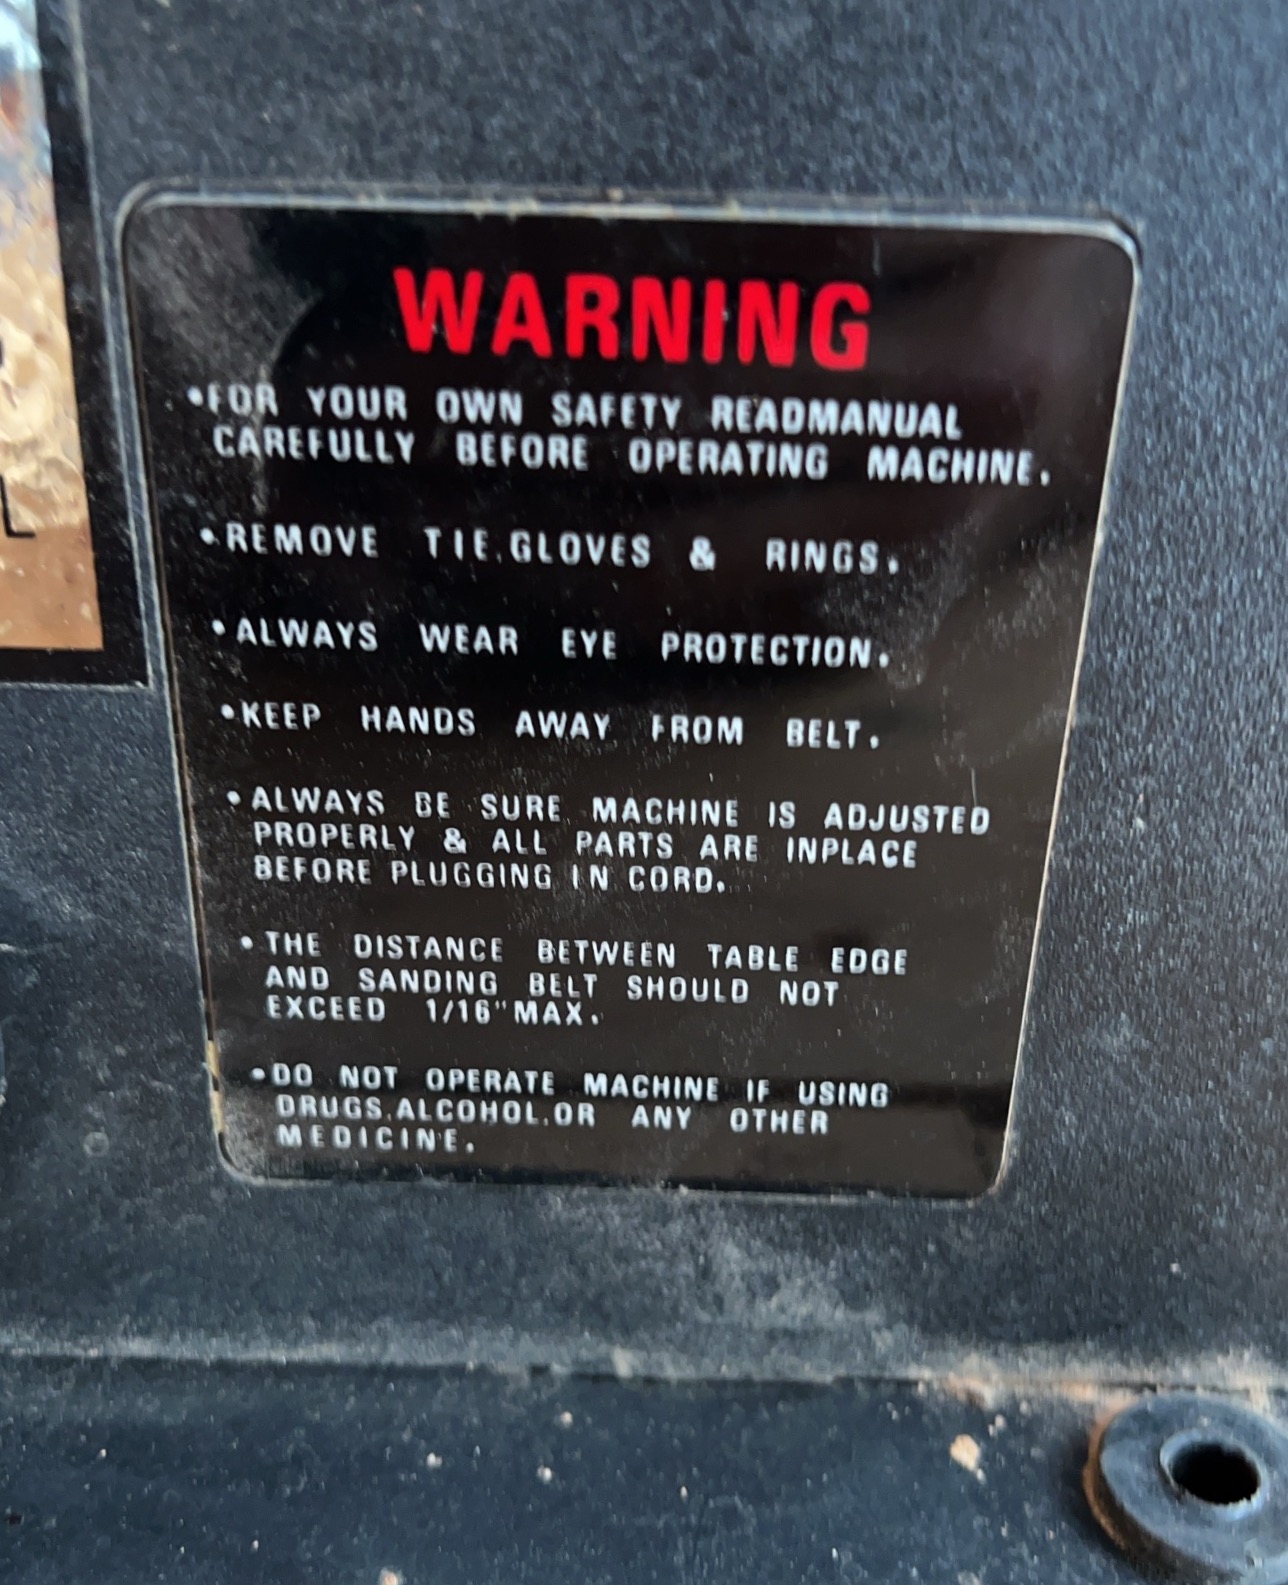 WARNING
•FOR YOUR OWN SAFETY READMANUAL
CAREFULLY BEFORE OPERATING MACHINE.
•REMOVE TIE.GLOVES & RINGS.
•ALWAYS WEAR EYE PROTECTION.
•KEEP HANDS AWAY FROM BELT.
•ALWAYS BE SURE MACHINE IS ADJUSTED
PROPERLY & ALL PARTS ARE INPLACE
BEFORE PLUGGING IN CORD.
•THE DISTANCE BETWEEN TABLE EDGE
AND SANDING BELT SHOULD NOT
EXCEED 1/16"MAX.
•DO NOT OPERATE MACHINE IF USING
DRUGS.ALCOHOL.OR ANY OTHER
MEDICINE.
L